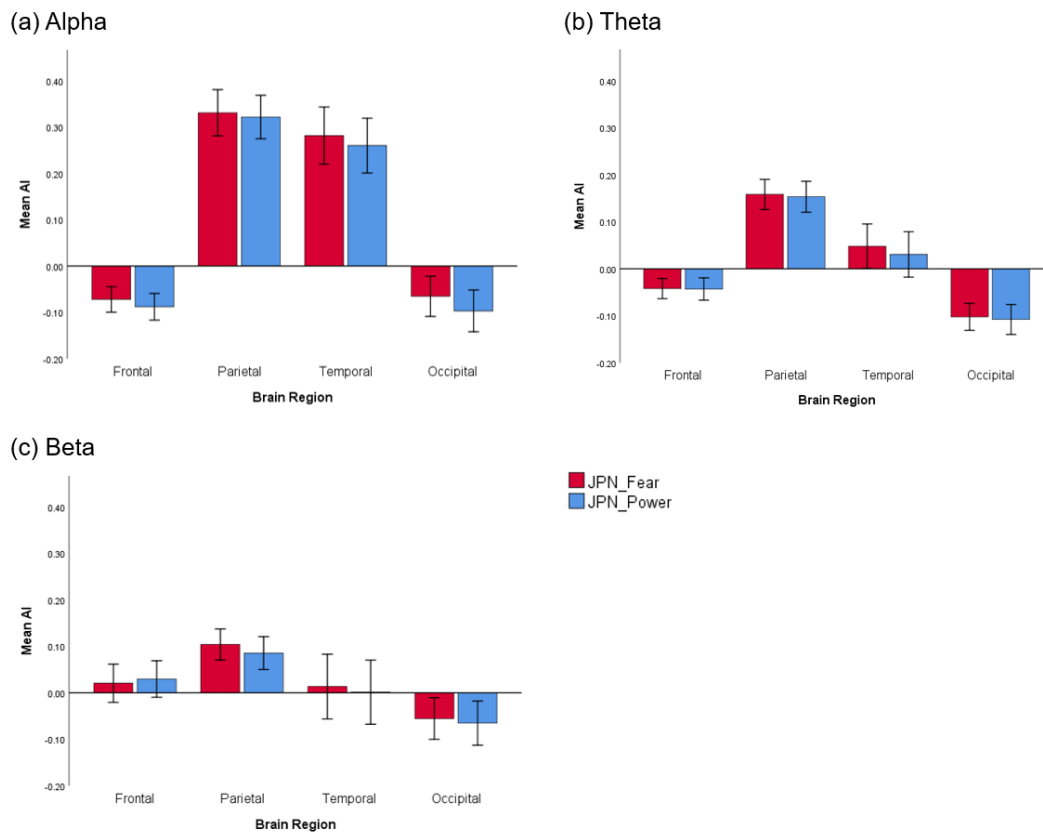 (a) Alpha
(b) Theta
0.40
0.30
0.20
0.10
0.00
-0.10
-0.20
Mean AI
Frontal Parietal Temporal Occipital
Brain Region
0.40
0.30
0.20
0.10
0.00
-0.10
-0.20
Mean AI
Frontal Parietal Temporal Occipital
Brain Region
(c) Beta
0.40
0.30
0.20
0.10
0.00
-0.10
-0.20
Mean AI
Frontal Parietal Temporal Occipital
Brain Region
JPN_Fear
JPN_Power